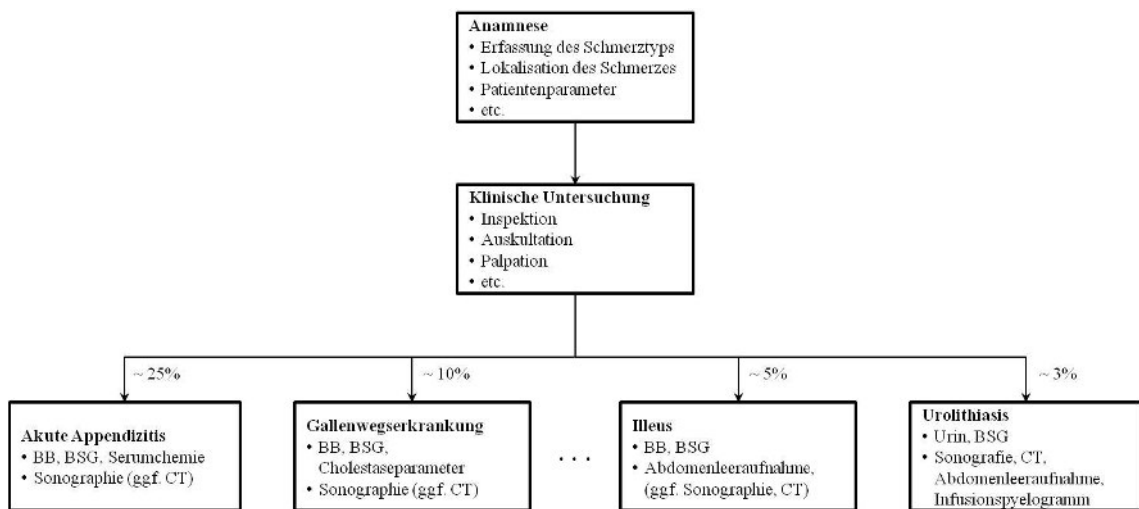 Anamnese
• Erfassung des Schmerztyps
• Lokalisation des Schmerzes
• Patientenparameter
• etc.
Klinische Untersuchung
• Inspektion
• Auskultation
• Palpation
• etc.
~ 25%
~ 10%
~ 5%
~ 3%
Akute Appendizitis
• BB, BSG, Serumchemie
• Sonographie (ggf. CT)
Gallenwegserkrankung
• BB, BSG,
Cholestaseparameter
• Sonographie (ggf. CT)
. . .
Illeus
• BB, BSG
• Abdomenleeraufnahme,
(ggf. Sonographie, CT)
Urolithiasis
• Urin, BSG
• Sonografie, CT,
Abdomenleeraufnahme,
Infusionspyelogramm